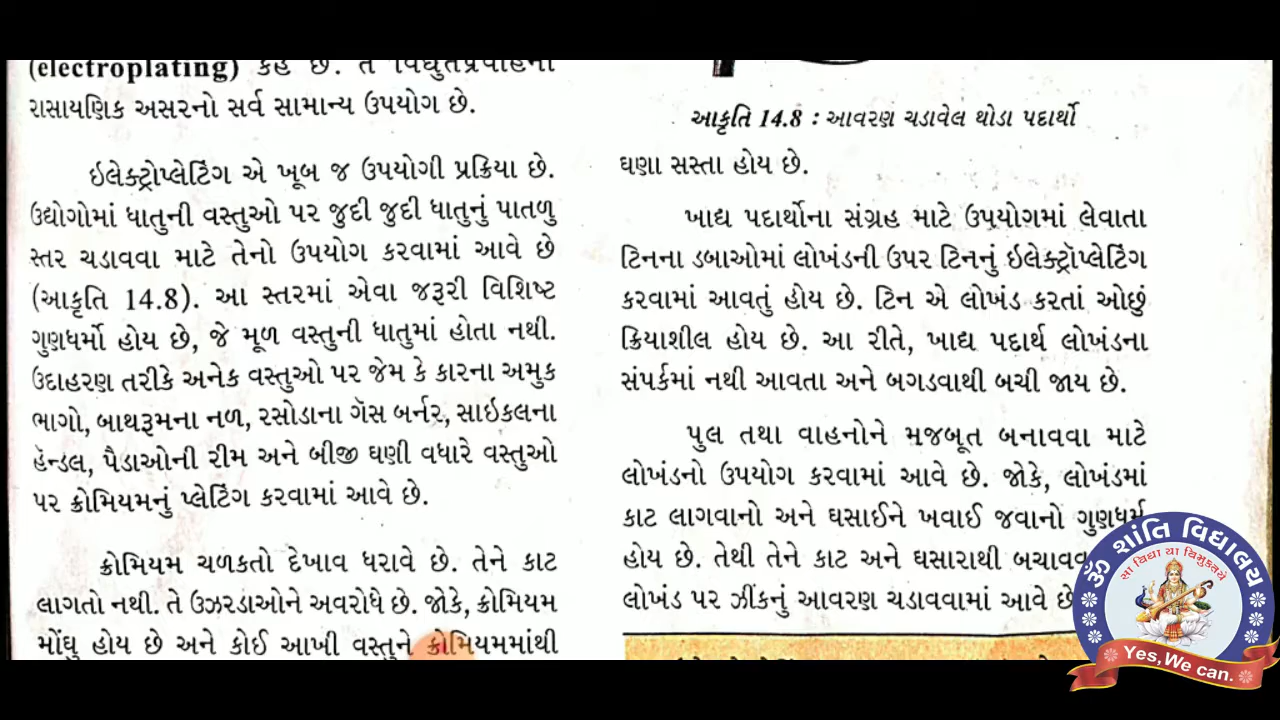 (electroplating) કહે છે. તે વિદ્યુતપ્રવાહની
રાસાયણિક અસરનો સર્વ સામાન્ય ઉપયોગ છે.
ઇલેક્ટ્રોપ્લેટિંગ એ ખૂબ જ ઉપયોગી પ્રક્રિયા છે.
ઉદ્યોગોમાં ધાતુની વસ્તુઓ પર જુદી જુદી ધાતુનું પાતળુ
સ્તર ચડાવવા માટે તેનો ઉપયોગ કરવામાં આવે છે
(આકૃતિ 14.8). આ સ્તરમાં એવા જરૂરી વિશિષ્ટ
ગુણધર્મો હોય છે, જે મૂળ વસ્તુની ધાતુમાં હોતા નથી.
ઉદાહરણ તરીકે અનેક વસ્તુઓ પર જેમ કે કારના અમુક
ભાગો, બાથરૂમના નળ, રસોડાના ગૅસ બર્નર, સાઇકલના
હૅન્ડલ, પૈડાઓની રીમ અને બીજી ઘણી વધારે વસ્તુઓ
પર ક્રોમિયમનું પ્લેટિંગ કરવામાં આવે છે.
ક્રોમિયમ ચળકતો દેખાવ ધરાવે છે. તેને કાટ
લાગતો નથી. તે ઉઝરડાઓને અવરોધે છે. જોકે, ક્રોમિયમ
મોંઘુ હોય છે અને કોઈ આખી વસ્તુને ક્રોમિયમમાંથી
આકૃતિ 14.8 : આવરણ ચડાવેલ થોડા પદાર્થો
ઘણા સસ્તા હોય છે.
ખાદ્ય પદાર્થોના સંગ્રહ માટે ઉપયોગમાં લેવાતા
ટિનના ડબાઓમાં લોખંડની ઉપર ટિનનું ઇલેક્ટ્રૉપ્લેટિંગ
કરવામાં આવતું હોય છે. ટિન એ લોખંડ કરતાં ઓછું
ક્રિયાશીલ હોય છે. આ રીતે, ખાદ્ય પદાર્થ લોખંડના
સંપર્કમાં નથી આવતા અને બગડવાથી બચી જાય છે.
પુલ તથા વાહનોને મજબૂત બનાવવા માટે
લોખંડનો ઉપયોગ કરવામાં આવે છે. જોકે, લોખંડમાં
કાટ લાગવાનો અને ઘસાઈને ખવાઈ જવાનો ગુણધર્મ
હોય છે. તેથી તેને કાટ અને ઘસારાથી બચાવવ
લોખંડ પર ઝીંકનું આવરણ ચડાવવામાં આવે છે
ૐ શાંતિ વિદ્યાલય
સા વિદ્યા યા વિમુક્તયે
Yes, We can.